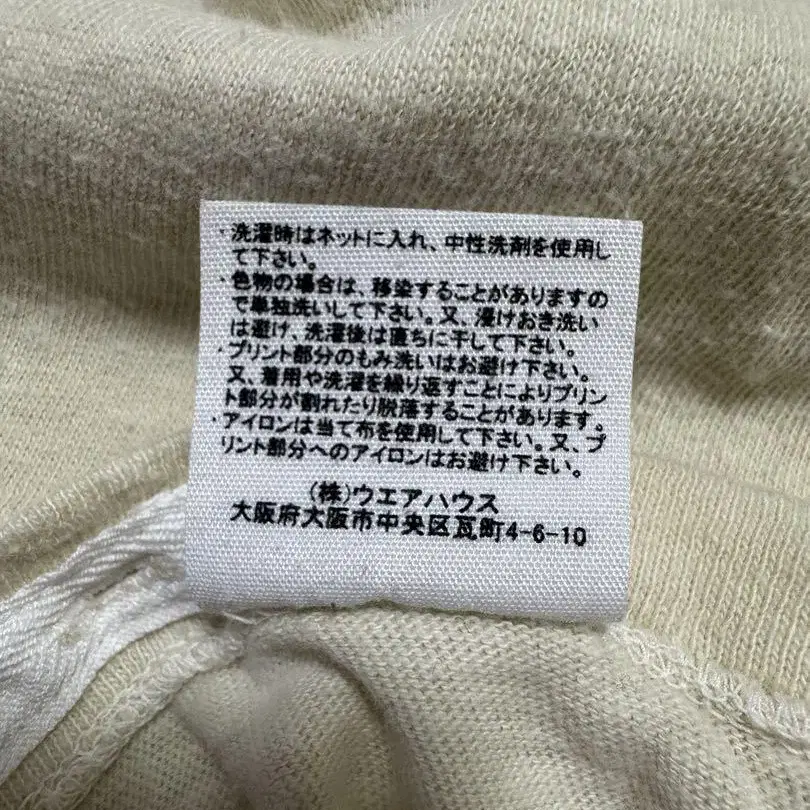 ・洗濯時はネットに入れ、中性洗剤を使用し
て下さい。
・色物の場合は、移染することがありますの
で単独洗いして下さい。又、浸けおき洗い
は避け、洗濯後は直ちに干して下さい。
・プリント部分のもみ洗いはお避け下さい。
又、着用や洗濯を繰り返すことによりプリン
ト部分が割れたり脱落することがあります。
・アイロンは当て布を使用して下さい。又、プ
リント部分へのアイロンはお避け下さい。
(株)ウエアハウス
大阪府大阪市中央区瓦町4-6-10